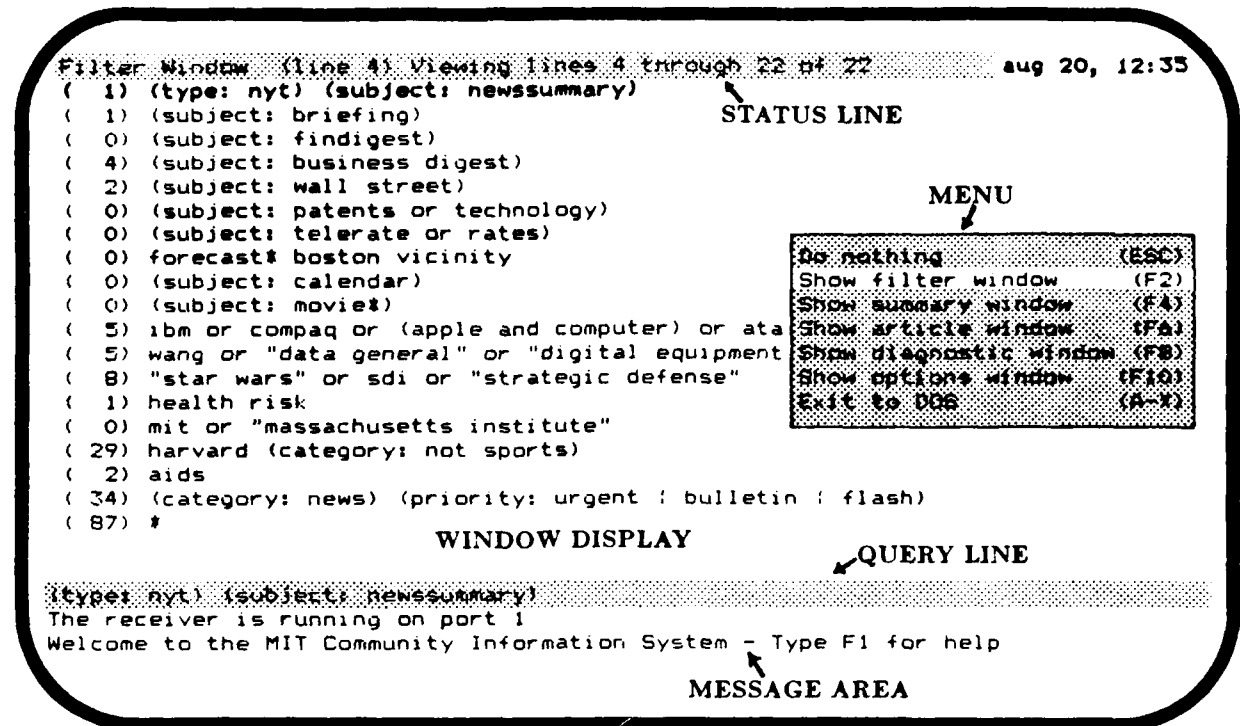 Filter Window (line 4) Viewing lines 4 through 22 of 22 aug 20, 12:35
( 1) (type: nyt) (subject: newssummary)
STATUS LINE
( 1) (subject: briefing)
( 0) (subject: findigest)
( 4) (subject: business digest)
( 2) (subject: wall street)
( 0) (subject: patents or technology)
( 0) (subject: telerate or rates)
( 0) forecast* boston vicinity
( 0) (subject: calendar)
( 0) (subject: movie*)
( 5) ibm or compaq or (apple and computer) or ata
( 5) wang or "data general" or "digital equipment
( 8) "star wars" or sdi or "strategic defense"
( 1) health risk
( 0) mit or "massachusetts institute"
( 29) harvard (category: not sports)
( 2) aids
( 34) (category: news) (priority: urgent | bulletin | flash)
( 87) *
MENU
Do nothing (ESC)
Show filter window (F2)
Show summary window (F4)
Show article window (F6)
Show diagnostic window (F8)
Show options window (F10)
Exit to DOS (A-X)
WINDOW DISPLAY
QUERY LINE
(type: nyt) (subject: newssummary)
The receiver is running on port 1
Welcome to the MIT Community Information System - Type F1 for help
MESSAGE AREA